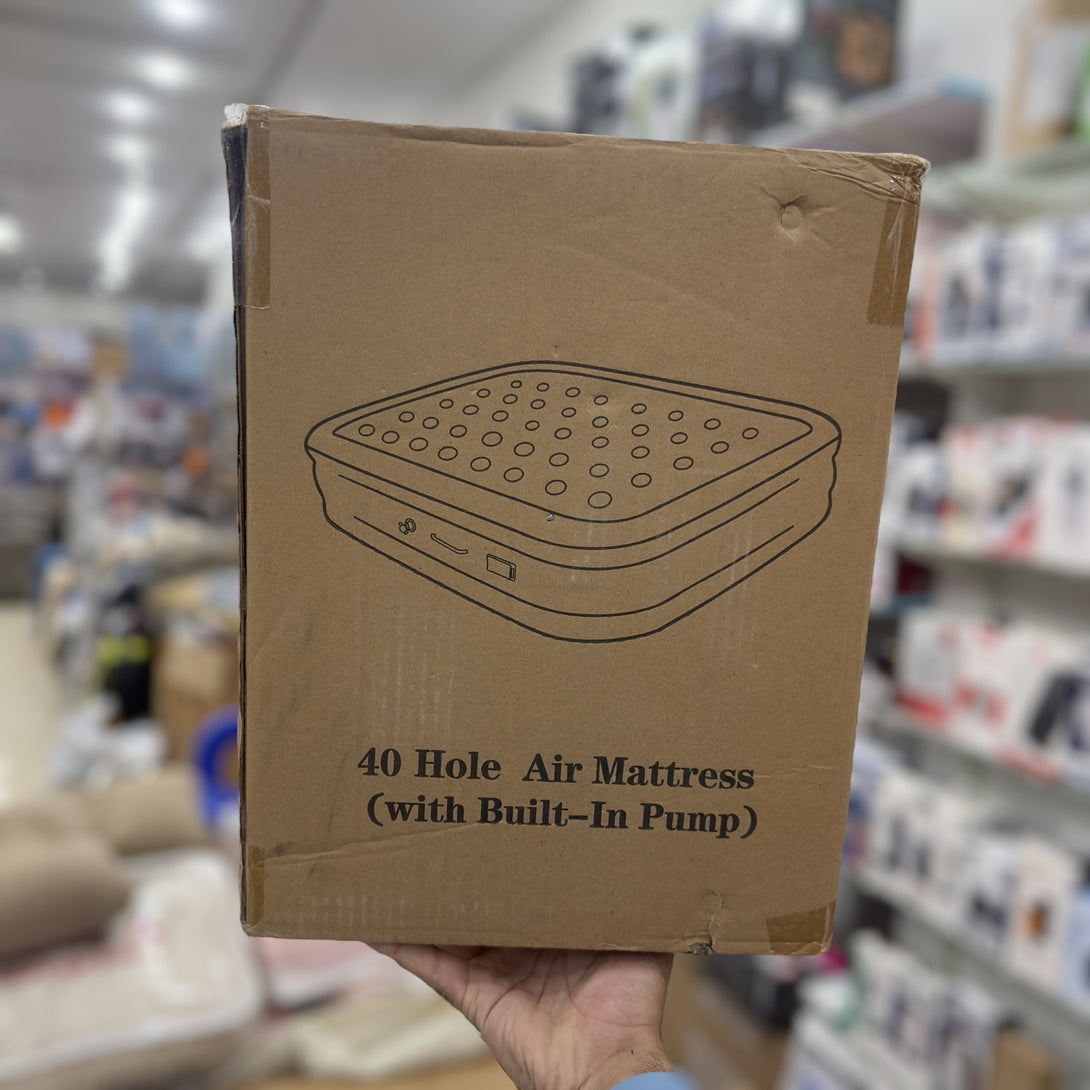 40 Hole Air Mattress
(with Built-In Pump)